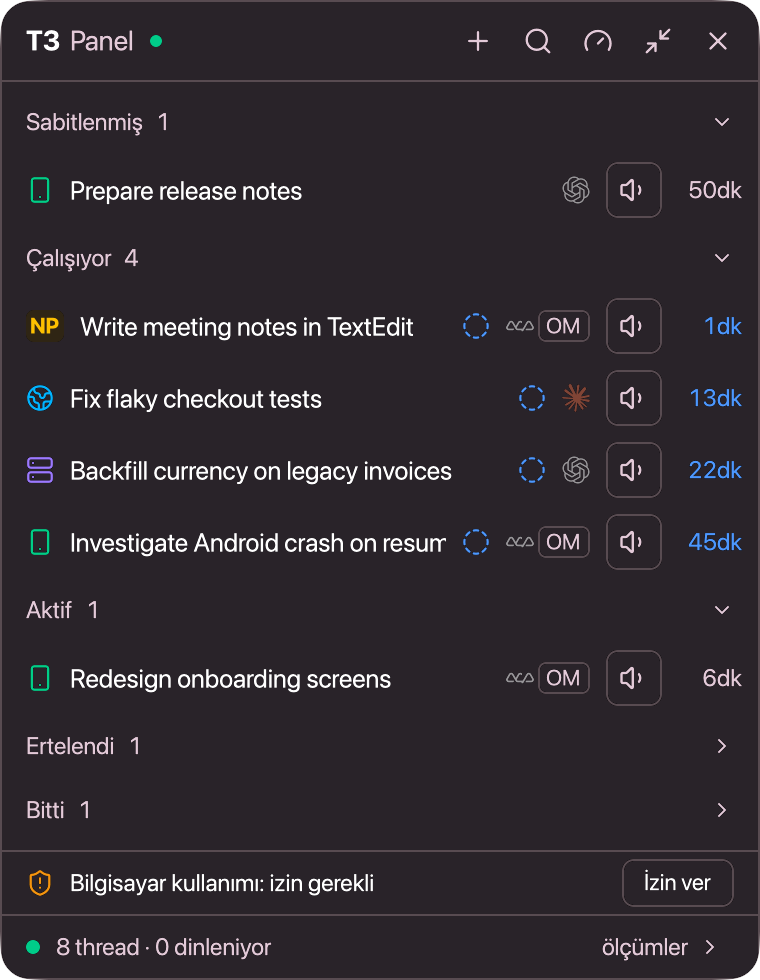 T3 Panel
Sabitlenmiş 1
Prepare release notes 50dk
Çalışıyor 4
NP Write meeting notes in TextEdit OM 1dk
Fix flaky checkout tests 13dk
Backfill currency on legacy invoices 22dk
Investigate Android crash on resum OM 45dk
Aktif 1
Redesign onboarding screens OM 6dk
Ertelendi 1
Bitti 1
Bilgisayar kullanımı: izin gerekli İzin ver
8 thread · 0 dinleniyor ölçümler